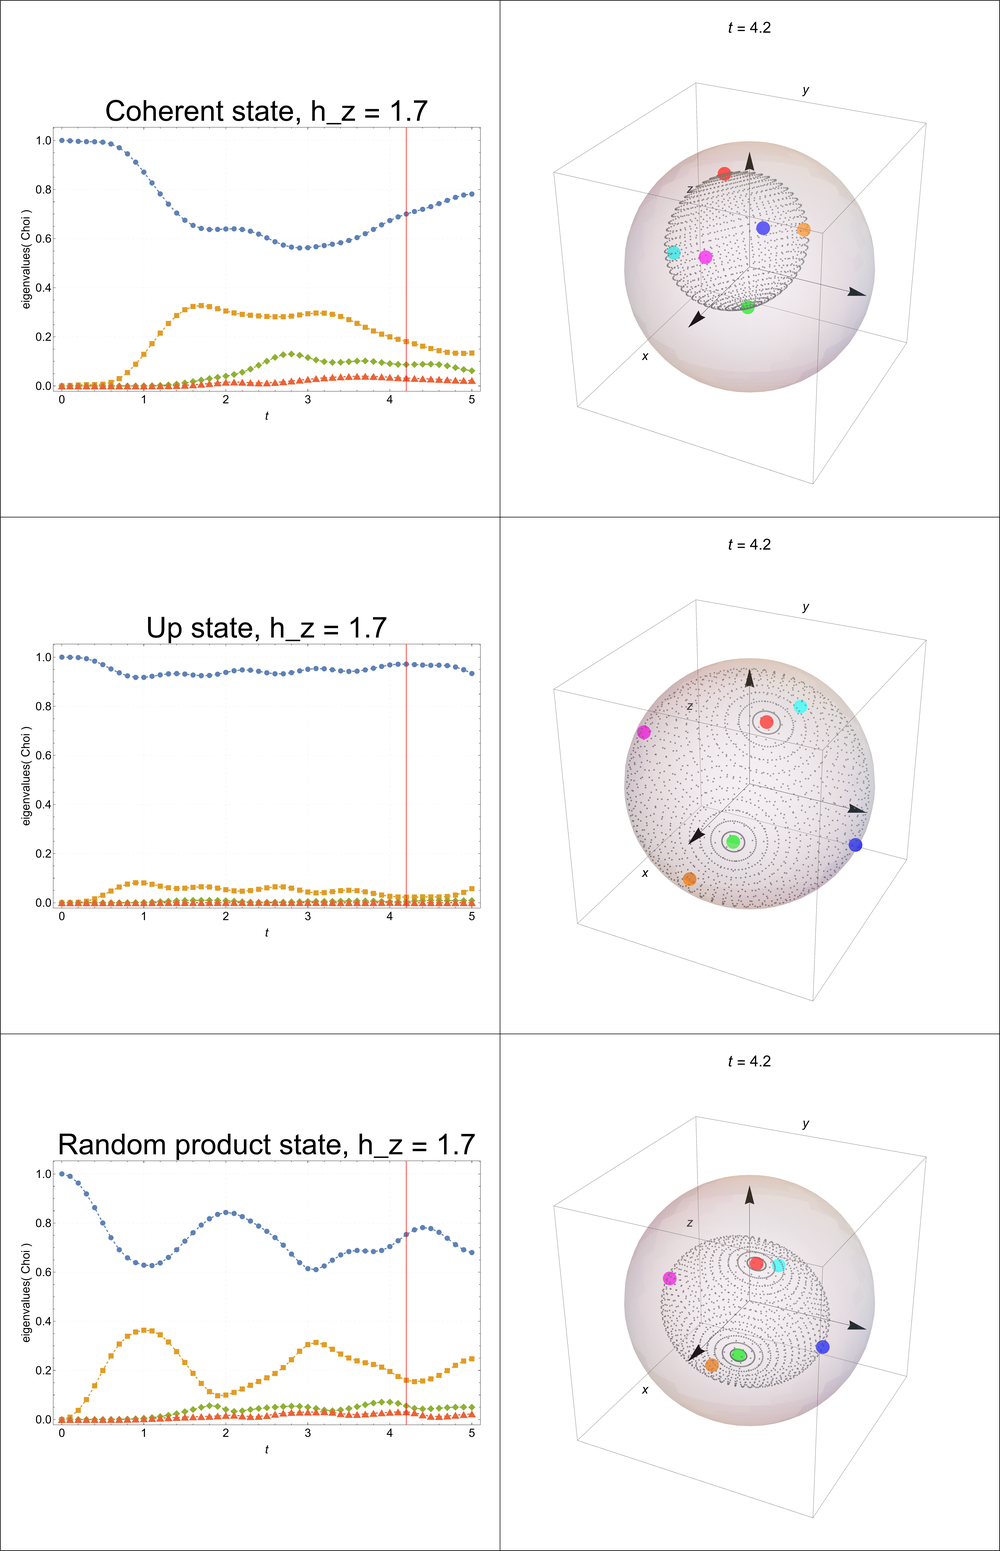 t = 4.2
y
Coherent state, h_z = 1.7
1.0
0.8
0.6
0.4
0.2
0.0
eigenvalues( Choi )
0 1 2 3 4 5
t
z
x
t = 4.2
y
Up state, h_z = 1.7
1.0
0.8
0.6
0.4
0.2
0.0
eigenvalues( Choi )
0 1 2 3 4 5
t
z
x
t = 4.2
y
Random product state, h_z = 1.7
1.0
0.8
0.6
0.4
0.2
0.0
eigenvalues( Choi )
0 1 2 3 4 5
t
z
x